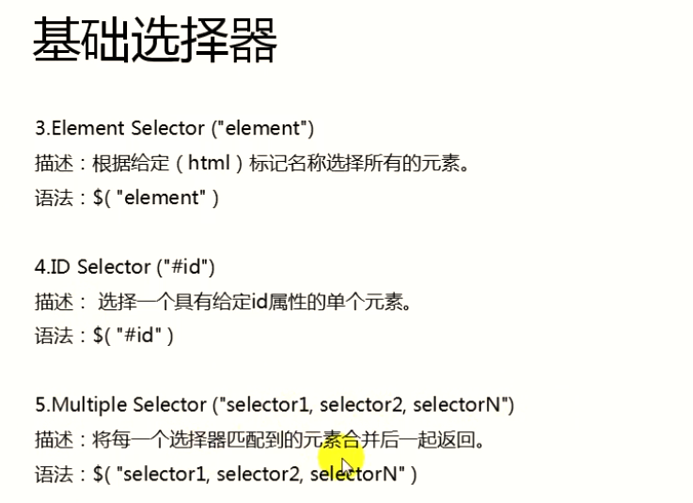 基础选择器
3.Element Selector ("element")
描述：根据给定（html）标记名称选择所有的元素。
语法：$( "element" )
4.ID Selector ("#id")
描述： 选择一个具有给定id属性的单个元素。
语法：$( "#id" )
5.Multiple Selector ("selector1, selector2, selectorN")
描述：将每一个选择器匹配到的元素合并后一起返回。
语法：$( "selector1, selector2, selectorN" )